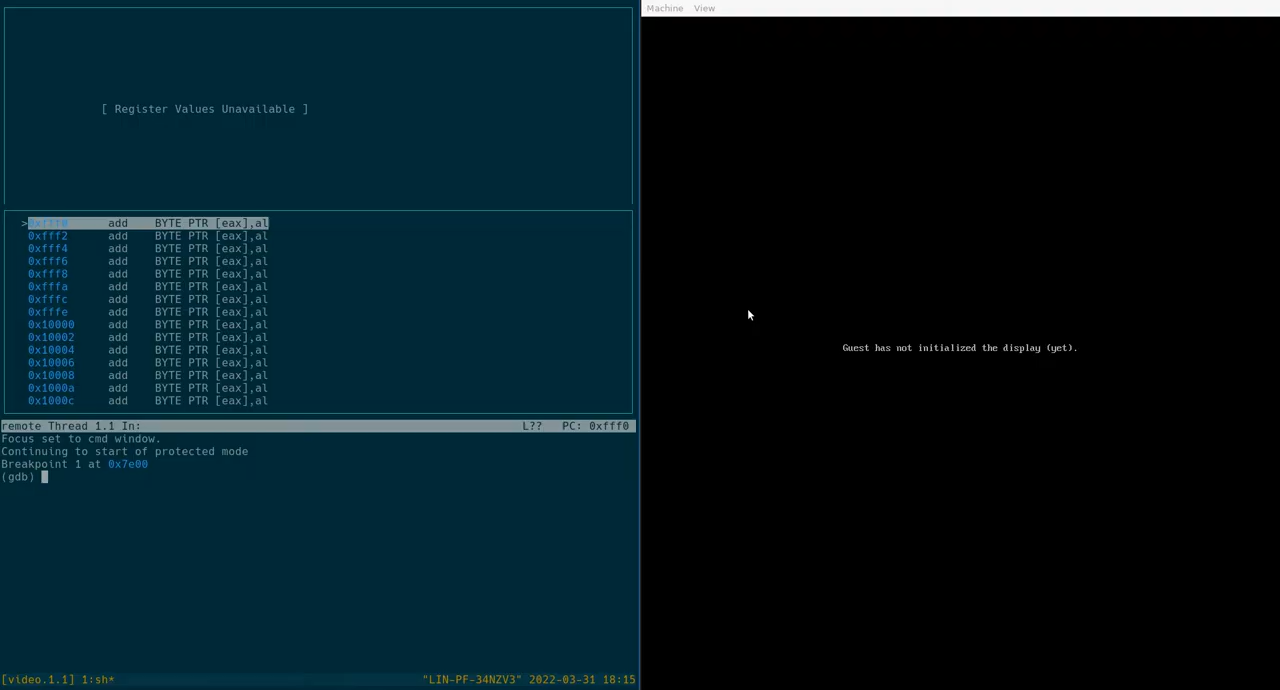 Machine View
[ Register Values Unavailable ]
>0xfff0 add BYTE PTR [eax],al
0xfff2 add BYTE PTR [eax],al
0xfff4 add BYTE PTR [eax],al
0xfff6 add BYTE PTR [eax],al
0xfff8 add BYTE PTR [eax],al
0xfffa add BYTE PTR [eax],al
0xfffc add BYTE PTR [eax],al
0xfffe add BYTE PTR [eax],al
0x10000 add BYTE PTR [eax],al
0x10002 add BYTE PTR [eax],al
0x10004 add BYTE PTR [eax],al
0x10006 add BYTE PTR [eax],al
0x10008 add BYTE PTR [eax],al
0x1000a add BYTE PTR [eax],al
0x1000c add BYTE PTR [eax],al
remote Thread 1.1 In: L?? PC: 0xfff0
Focus set to cmd window.
Continuing to start of protected mode
Breakpoint 1 at 0x7e00
(gdb)
[video.1.1] 1:sh* "LIN-PF-34NZV3" 2022-03-31 18:15
Guest has not initialized the display (yet).